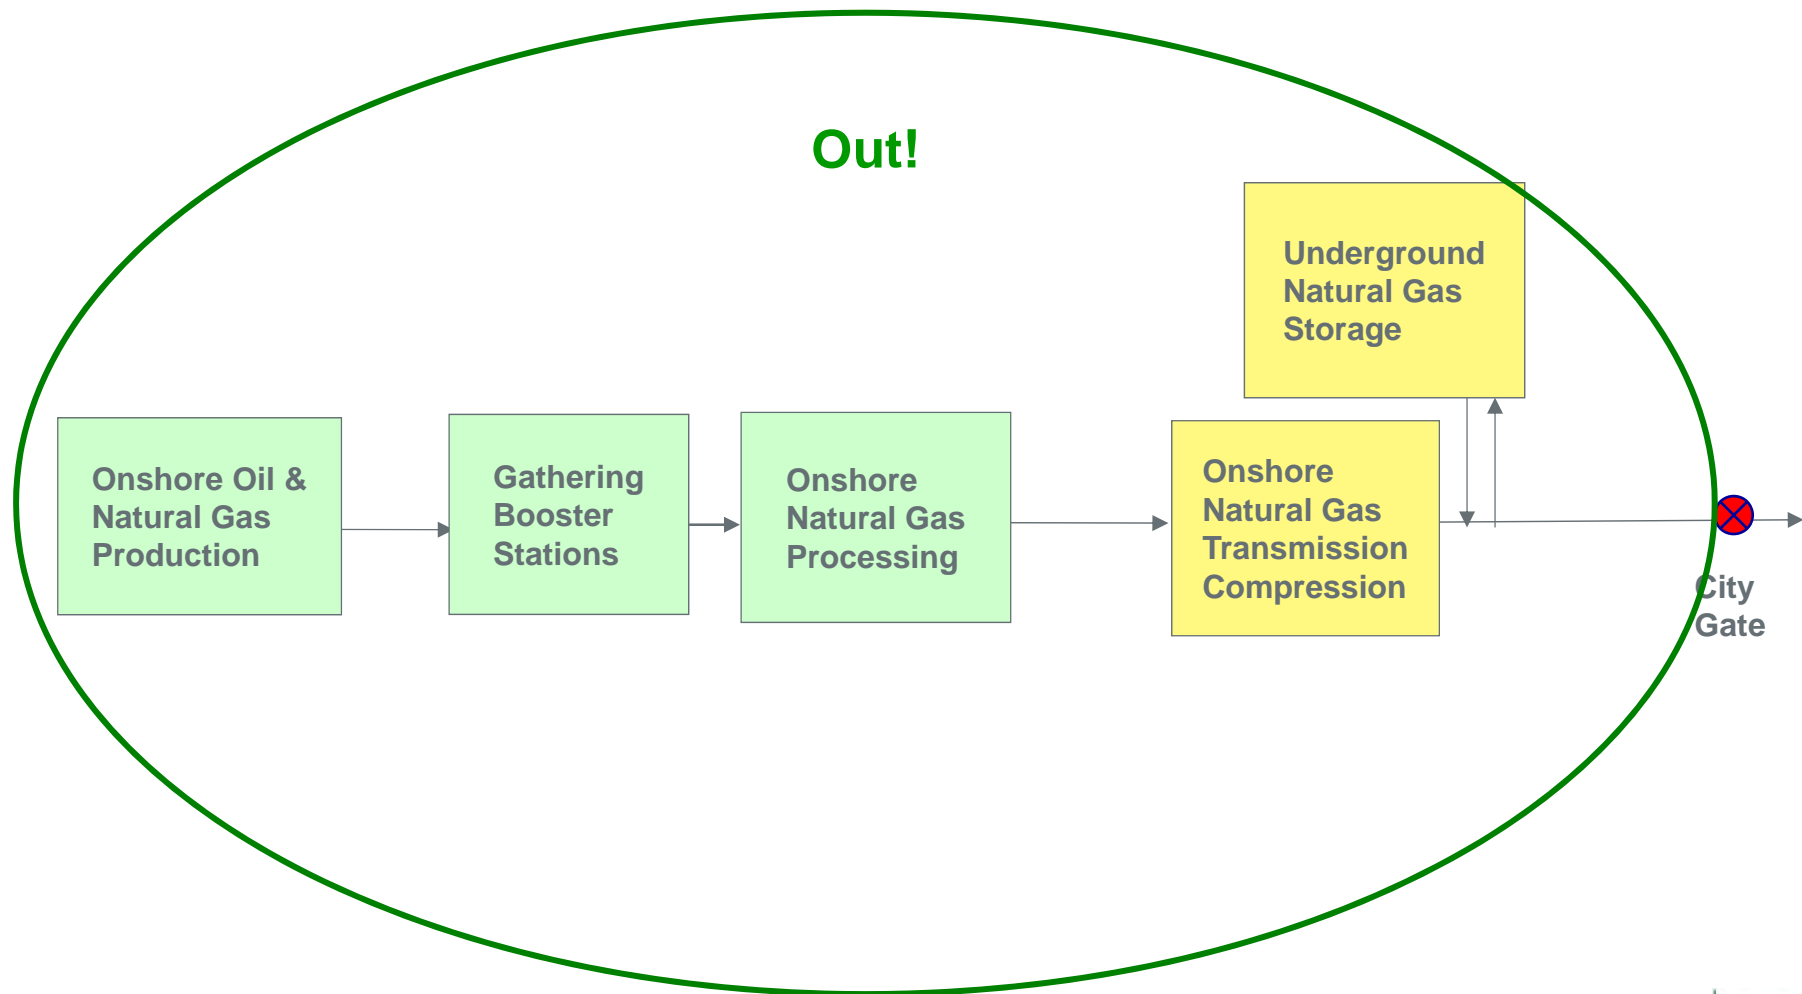 Out!
Underground
Natural Gas
Storage
Onshore Oil &
Natural Gas
Production
Gathering
Booster
Stations
Onshore
Natural Gas
Processing
Onshore
Natural Gas
Transmission
Compression
City
Gate